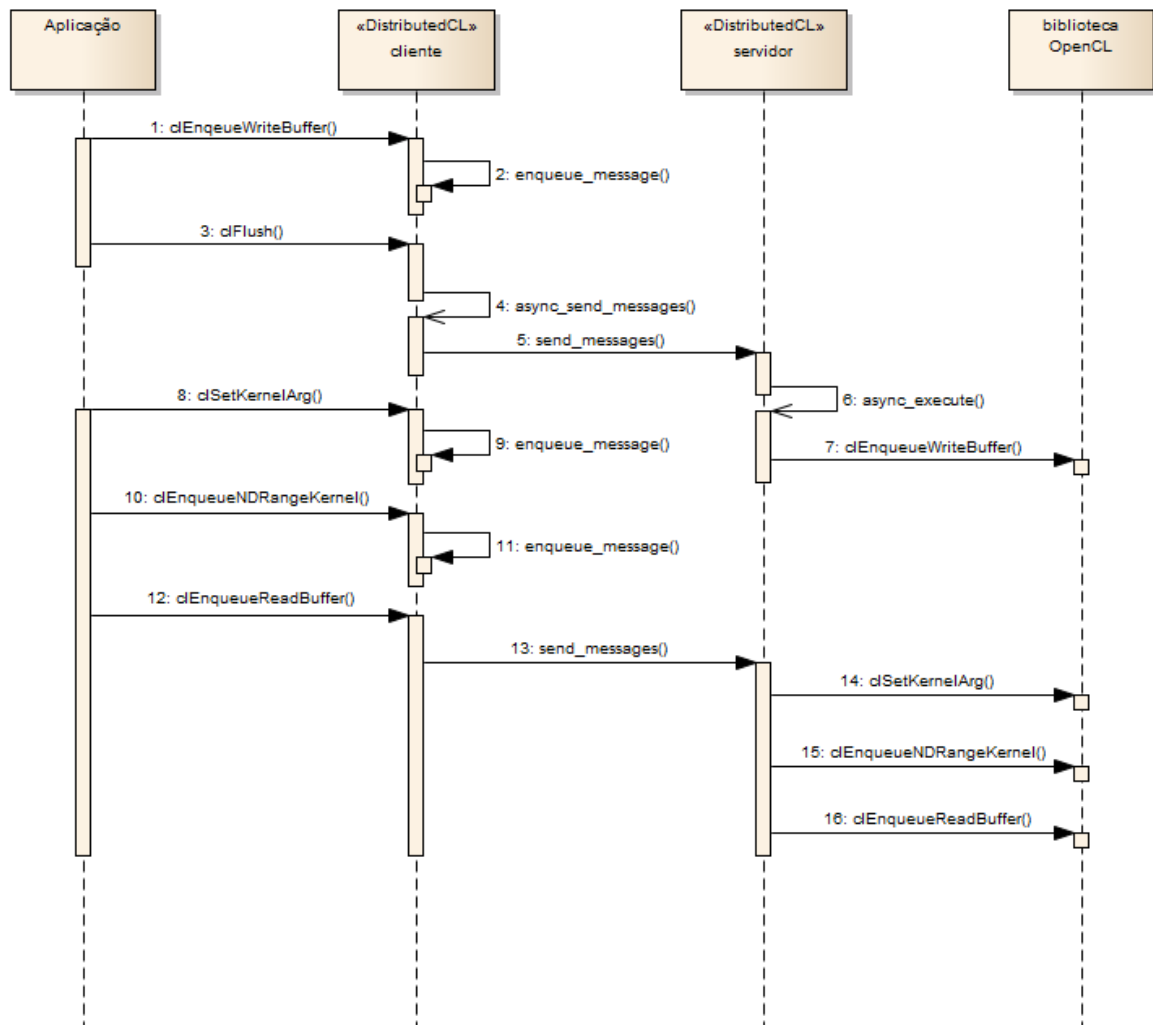 Aplicação
«DistributedCL»
cliente
«DistributedCL»
servidor
biblioteca
OpenCL
1: clEnqeueWriteBuffer()
2: enqueue_message()
3: clFlush()
4: async_send_messages()
5: send_messages()
8: clSetKernelArg()
6: async_execute()
9: enqueue_message()
7: clEnqueueWriteBuffer()
10: clEnqueueNDRangeKernel()
11: enqueue_message()
12: clEnqueueReadBuffer()
13: send_messages()
14: clSetKernelArg()
15: clEnqueueNDRangeKernel()
16: clEnqueueReadBuffer()